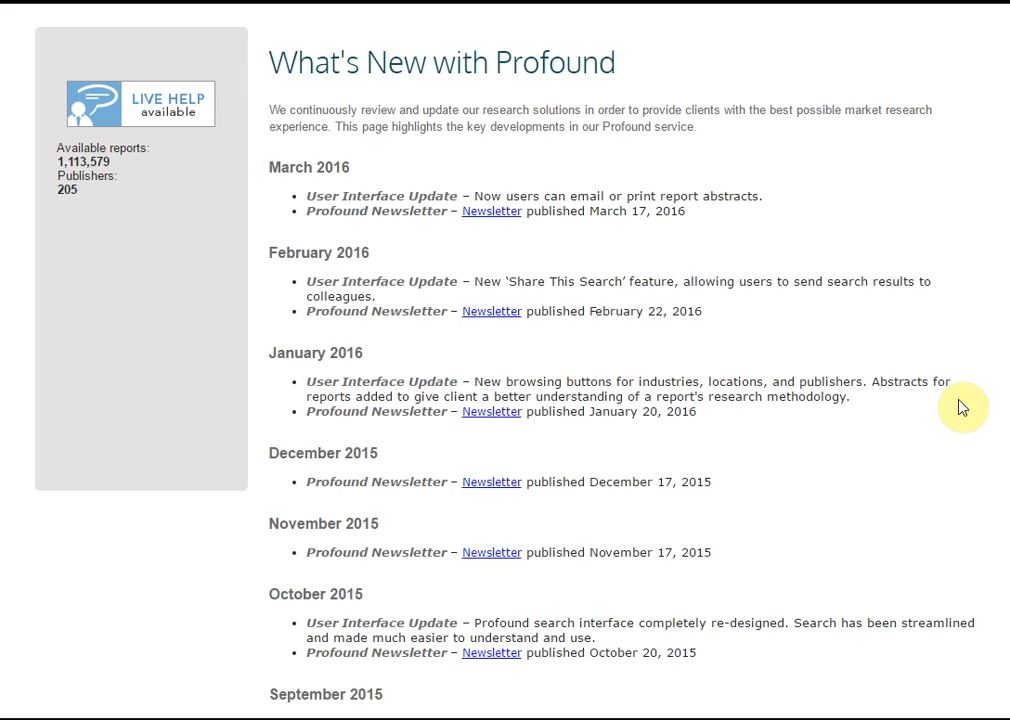 LIVE HELP
available
Available reports:
1,113,579
Publishers:
205
What's New with Profound
We continuously review and update our research solutions in order to provide clients with the best possible market research
experience. This page highlights the key developments in our Profound service.
March 2016
• User Interface Update – Now users can email or print report abstracts.
• Profound Newsletter – Newsletter published March 17, 2016
February 2016
• User Interface Update – New ‘Share This Search’ feature, allowing users to send search results to
colleagues.
• Profound Newsletter – Newsletter published February 22, 2016
January 2016
• User Interface Update – New browsing buttons for industries, locations, and publishers. Abstracts for
reports added to give client a better understanding of a report's research methodology.
• Profound Newsletter – Newsletter published January 20, 2016
December 2015
• Profound Newsletter – Newsletter published December 17, 2015
November 2015
• Profound Newsletter – Newsletter published November 17, 2015
October 2015
• User Interface Update – Profound search interface completely re-designed. Search has been streamlined
and made much easier to understand and use.
• Profound Newsletter – Newsletter published October 20, 2015
September 2015